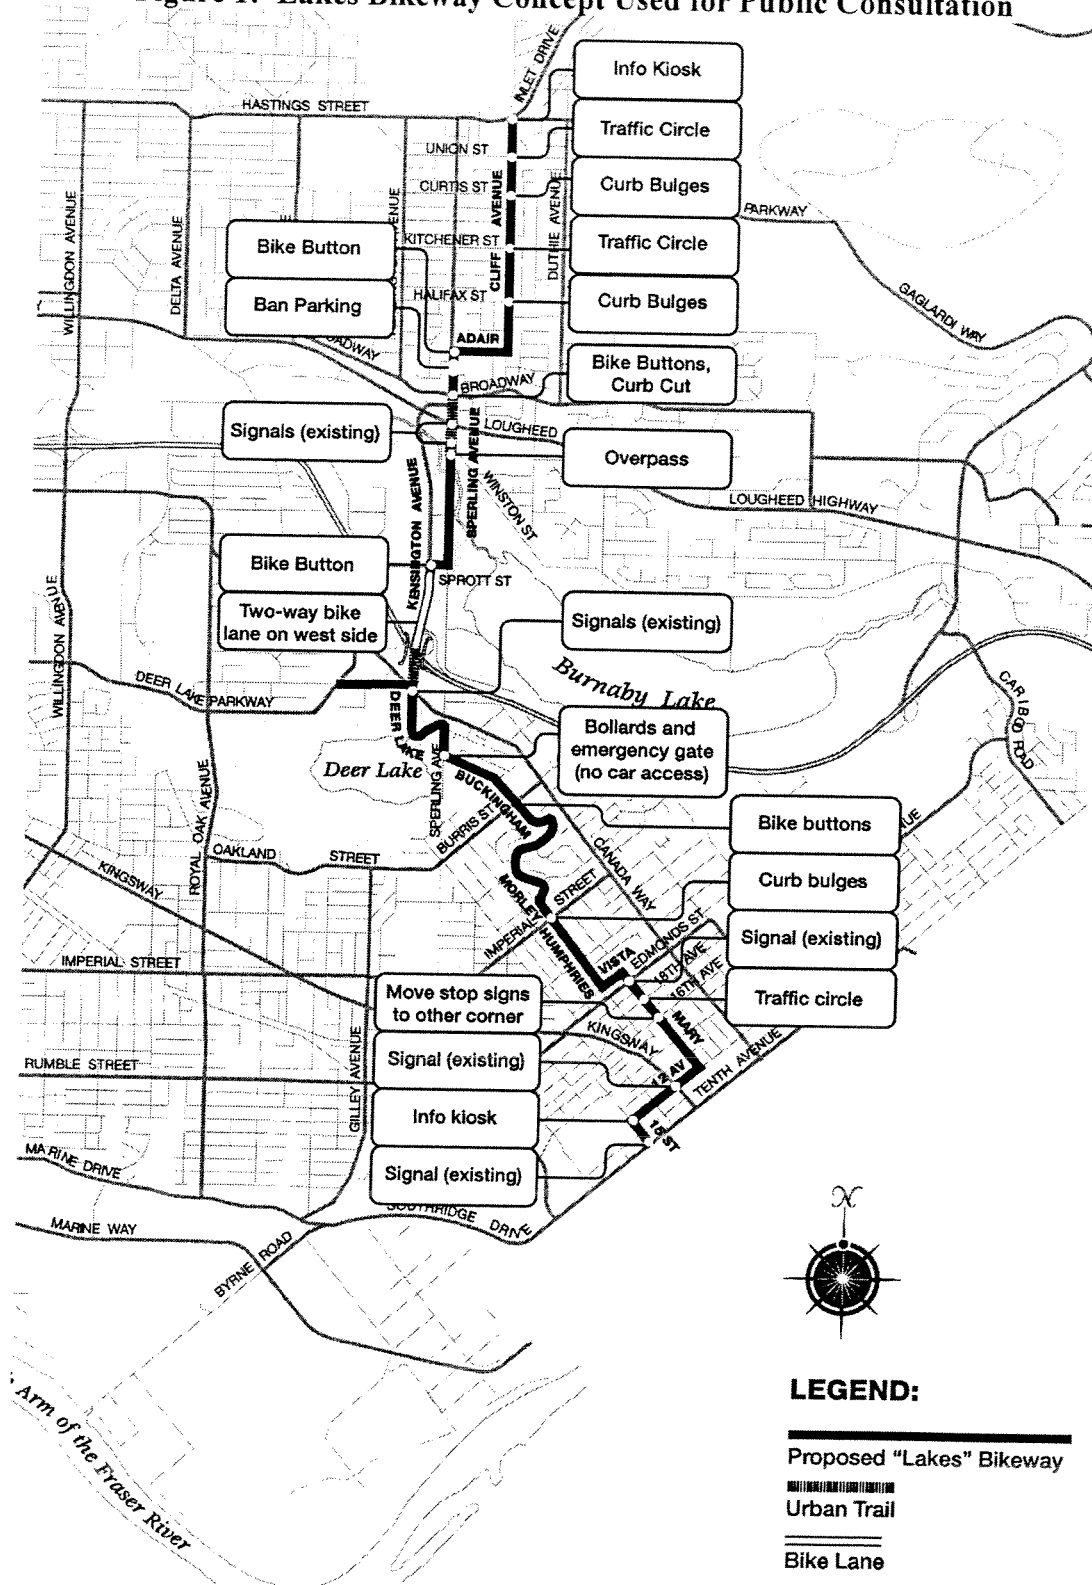 Figure 1: Lakes Bikeway Concept Used for Public Consultation
INLET DRIVE
Info Kiosk
HASTINGS STREET
Traffic Circle
UNION ST
CURTIS ST
Curb Bulges
CLIFF AVENUE
DUTHIE AVENUE
PARKWAY
WILLINGDON AVENUE
DELTA AVENUE
ENUE
Bike Button
KITCHENER ST
Traffic Circle
GAGLARDI WAY
Ban Parking
HALIFAX ST
Curb Bulges
ADWAY
ADAIR
BROADWAY
Bike Buttons,
Curb Cut
Signals (existing)
LOUGHEED
Overpass
KENSINGTON AVENUE
SPERLING AVENUE
WINSTON ST
LOUGHEED HIGHWAY
Bike Button
SPROTT ST
WILLINGDON AVENUE
Two-way bike
lane on west side
Signals (existing)
DEER LAKE PARKWAY
Burnaby Lake
CARIBOO ROAD
DEER LAKE
Bollards and
emergency gate
(no car access)
Deer Lake
SPERLING AVE
BUCKINGHAM
BURRIS ST
Bike buttons
UE
ROYAL OAK AVENUE
OAKLAND STREET
KINGSWAY
CANADA WAY
Curb bulges
MORLEY
IMPERIAL STREET
HUMPHRIES
VISTA
EDMONDS ST
Signal (existing)
18TH AVE
16TH AVE
IMPERIAL STREET
Move stop signs
to other corner
Traffic circle
KINGSWAY
MARY
RUMBLE STREET
GILLEY AVENUE
Signal (existing)
12 AV
TENTH AVENUE
Info kiosk
15 ST
MARINE DRIVE
Signal (existing)
SOUTHRIDGE DRIVE
MARINE WAY
BYRNE ROAD
N
Arm of the Fraser River
LEGEND:
Proposed “Lakes” Bikeway
Urban Trail
Bike Lane